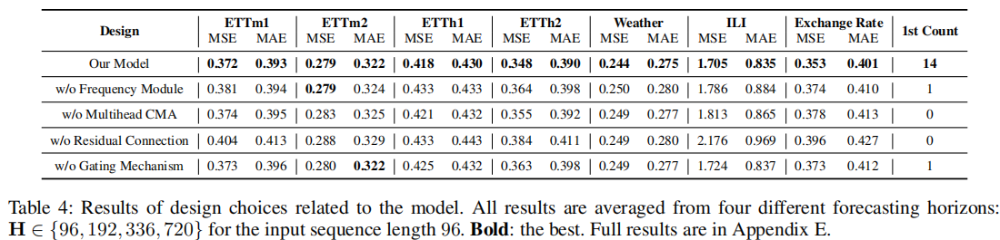 Design ETTm1 ETTm2 ETTh1 ETTh2 Weather ILI Exchange Rate 1st Count
MSE MAE MSE MAE MSE MAE MSE MAE MSE MAE MSE MAE MSE MAE
Our Model 0.372 0.393 0.279 0.322 0.418 0.430 0.348 0.390 0.244 0.275 1.705 0.835 0.353 0.401 14
w/o Frequency Module 0.381 0.394 0.279 0.324 0.433 0.433 0.364 0.398 0.250 0.280 1.786 0.884 0.374 0.410 1
w/o Multihead CMA 0.374 0.395 0.283 0.325 0.421 0.432 0.355 0.392 0.249 0.277 1.813 0.865 0.378 0.413 0
w/o Residual Connection 0.404 0.413 0.288 0.329 0.433 0.443 0.384 0.411 0.249 0.280 2.176 0.969 0.396 0.427 0
w/o Gating Mechanism 0.373 0.396 0.280 0.322 0.425 0.432 0.363 0.398 0.249 0.277 1.724 0.837 0.373 0.412 1
Table 4: Results of design choices related to the model. All results are averaged from four different forecasting horizons:
H ∈ {96, 192, 336, 720} for the input sequence length 96. Bold: the best. Full results are in Appendix E.